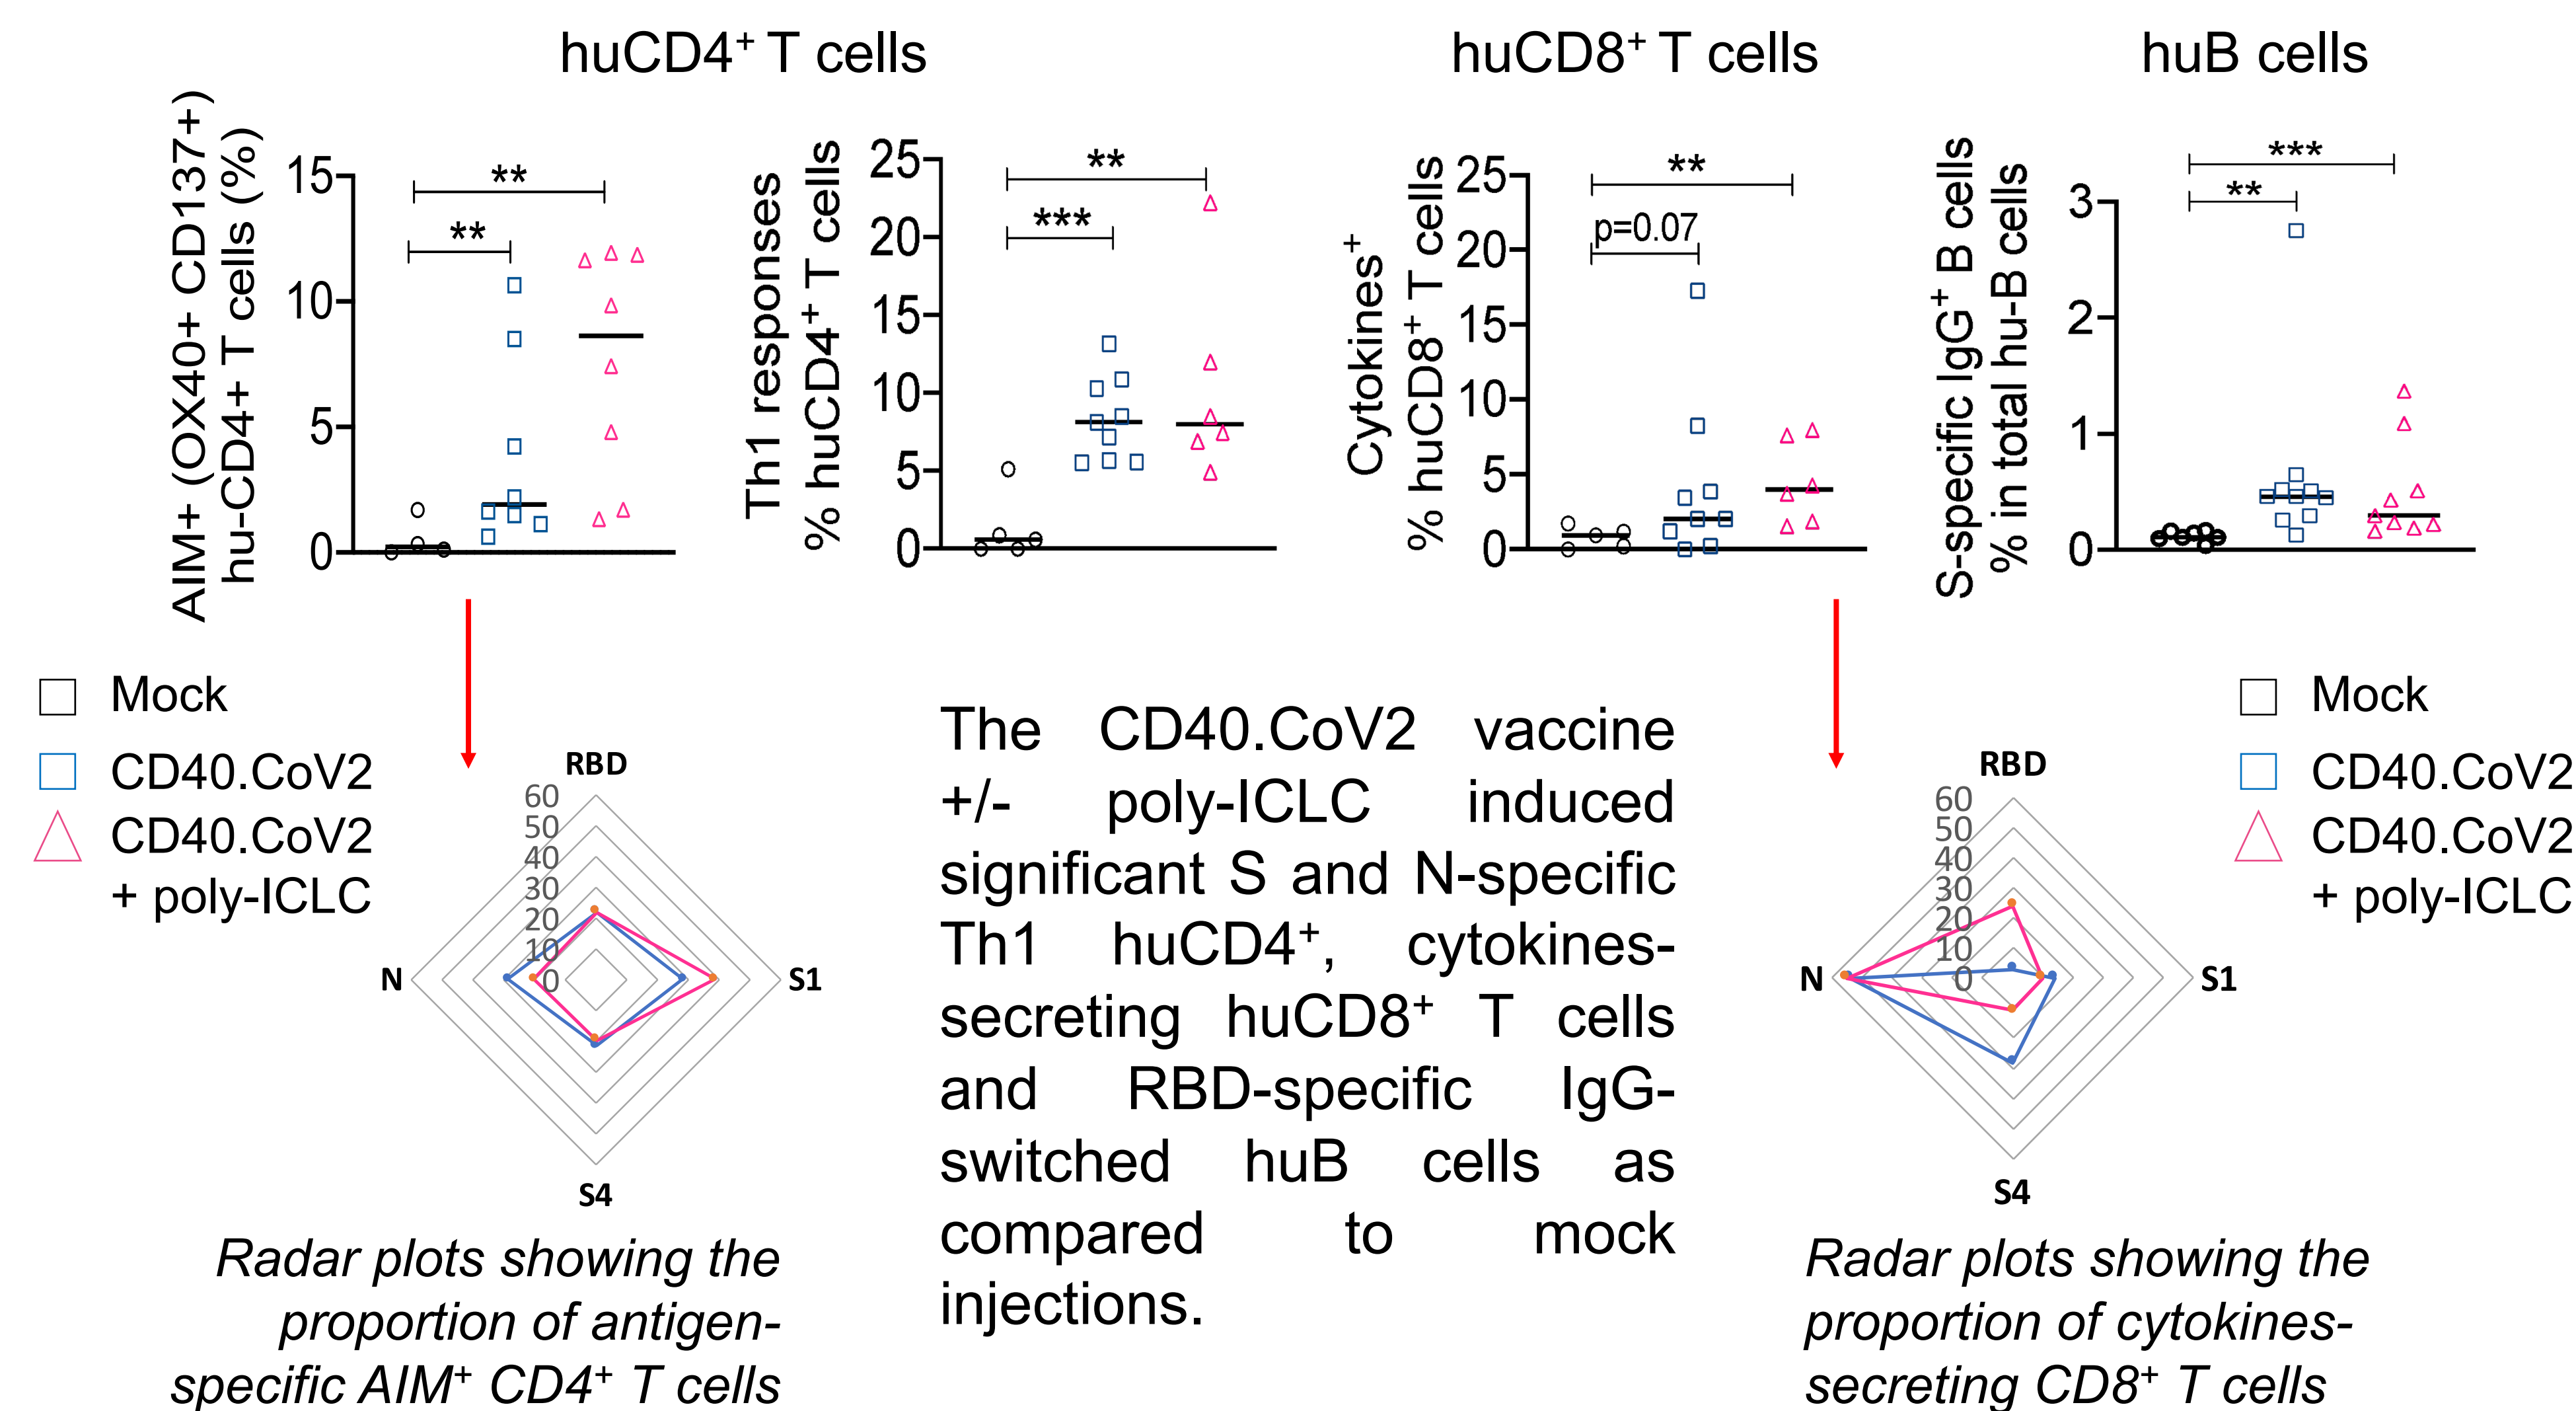 huCD4⁺ T cells
huCD8⁺ T cells
huB cells
AIM+ (OX40+ CD137+)
hu-CD4+ T cells (%)
15
10
5
0
**
**
Th1 responses
% huCD4⁺ T cells
25
20
15
10
5
0
**
***
Cytokines⁺
% huCD8⁺ T cells
25
20
15
10
5
0
**
p=0.07
S-specific IgG⁺ B cells
% in total hu-B cells
3
2
1
0
***
**
Mock
CD40.CoV2
CD40.CoV2
+ poly-ICLC
RBD
60
50
40
30
20
10
0
N
S1
S4
Radar plots showing the
proportion of antigen-
specific AIM⁺ CD4⁺ T cells
The CD40.CoV2 vaccine
+/- poly-ICLC induced
significant S and N-specific
Th1 huCD4⁺, cytokines-
secreting huCD8⁺ T cells
and RBD-specific IgG-
switched huB cells as
compared to mock
injections.
RBD
60
50
40
30
20
10
0
N
S1
S4
Radar plots showing the
proportion of cytokines-
secreting CD8⁺ T cells
Mock
CD40.CoV2
CD40.CoV2
+ poly-ICLC